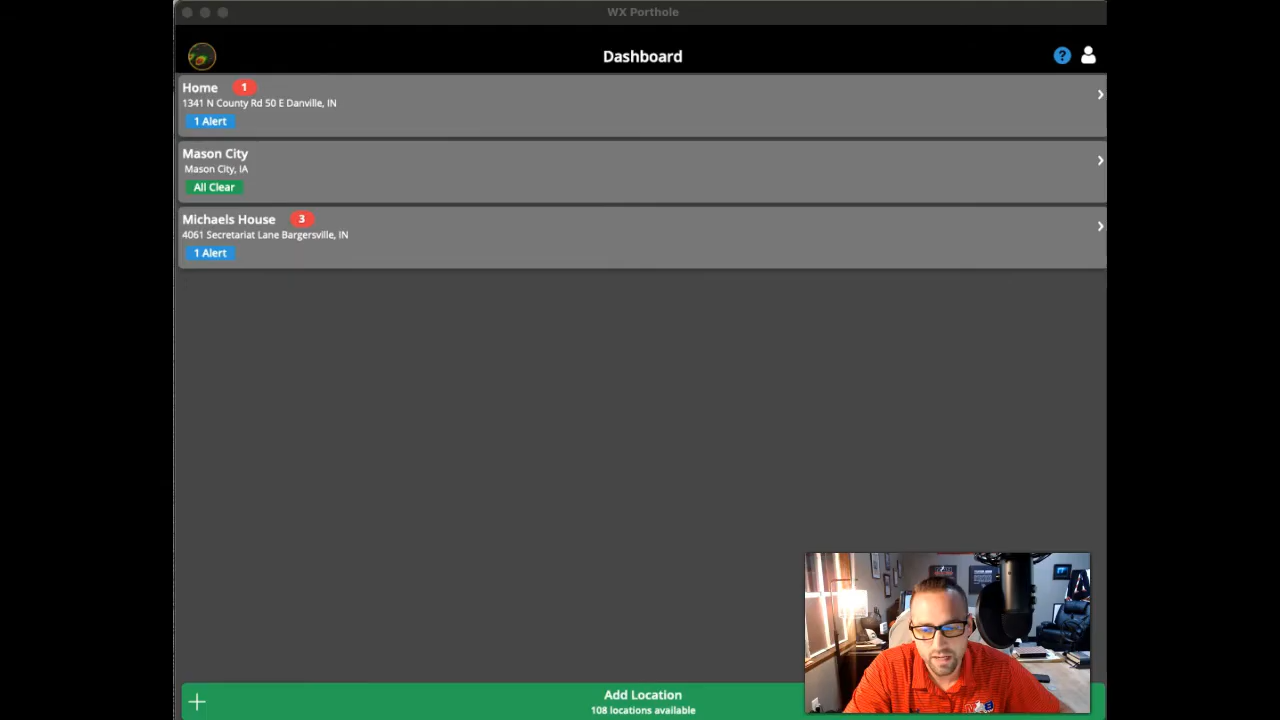 WX Porthole
Dashboard
?
Home 1
1341 N County Rd 50 E Danville, IN
1 Alert
Mason City
Mason City, IA
All Clear
Michaels House 3
4061 Secretariat Lane Bargersville, IN
1 Alert
Add Location
108 locations available